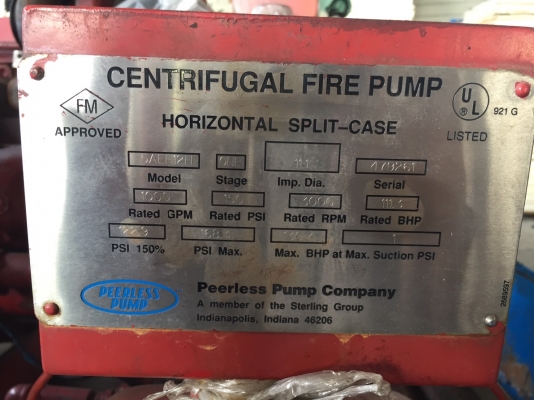 CENTRIFUGAL FIRE PUMP
FM
APPROVED
UL
®
921 G
LISTED
HORIZONTAL SPLIT-CASE
479261
Model Stage Imp. Dia. Serial
1000
Rated GPM Rated PSI Rated RPM Rated BHP
PSI 150% PSI Max. Max. BHP at Max. Suction PSI
PEERLESS
PUMP
Peerless Pump Company
A member of the Sterling Group
Indianapolis, Indiana 46206